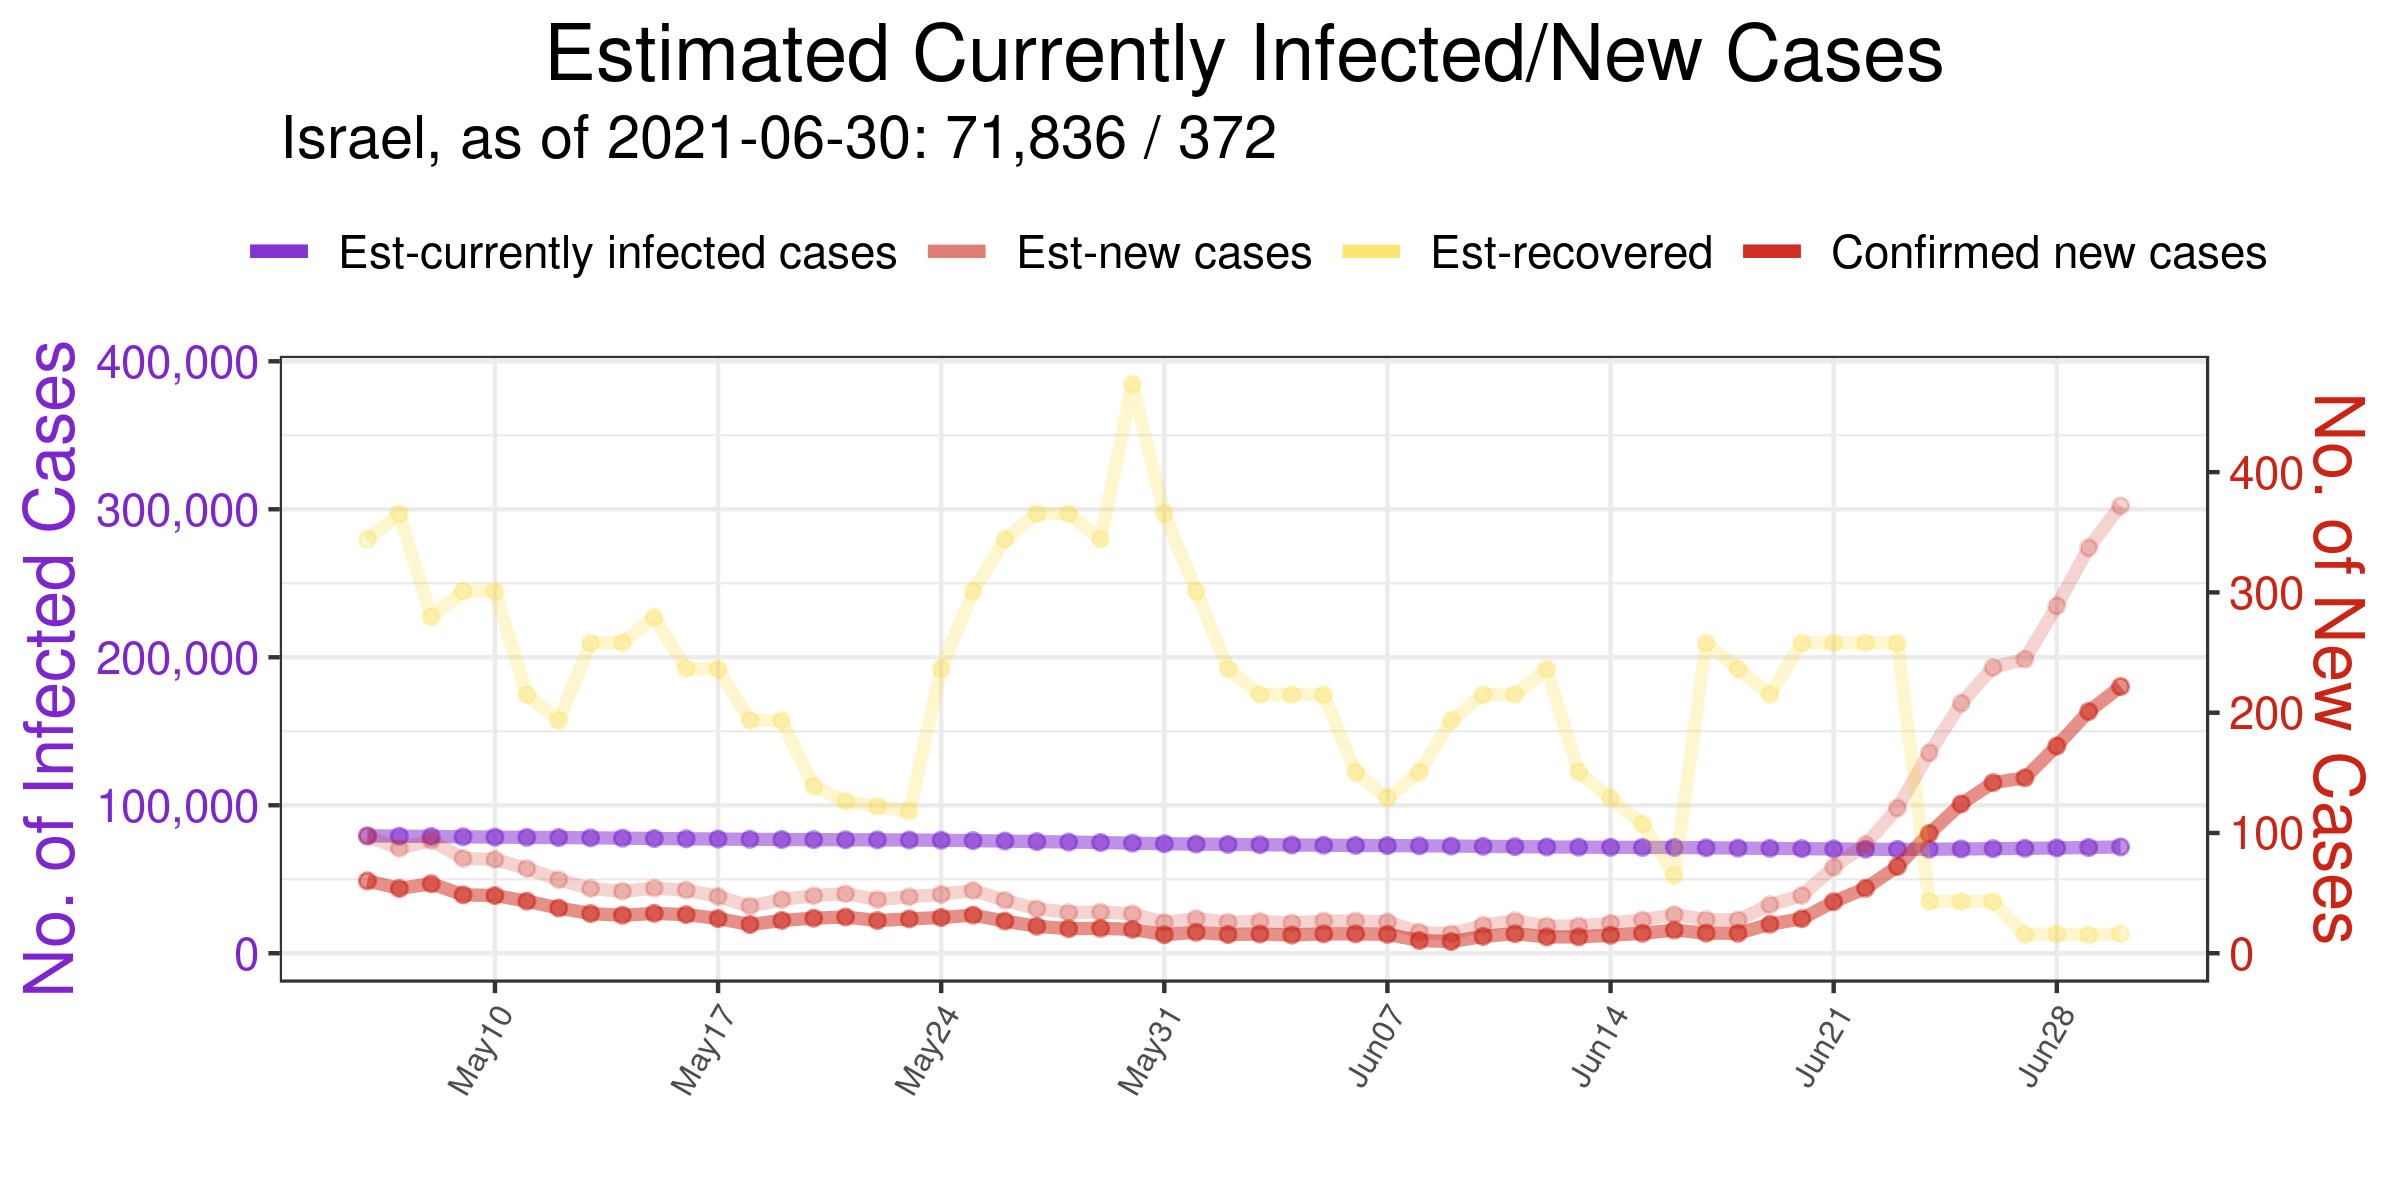 Estimated Currently Infected/New Cases
Israel, as of 2021-06-30: 71,836 / 372
Est-currently infected cases Est-new cases Est-recovered Confirmed new cases
No. of Infected Cases
400,000
300,000
200,000
100,000
0
400
300
200
100
0
No. of New Cases
May10 May17 May24 May31 Jun07 Jun14 Jun21 Jun28